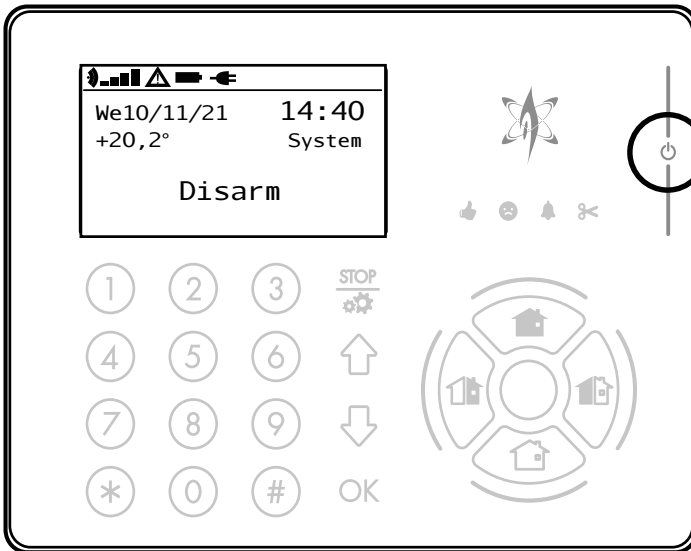 We10/11/21 14:40
+20,2° System
Disarm
1 2 3 STOP
4 5 6
7 8 9
* 0 # OK